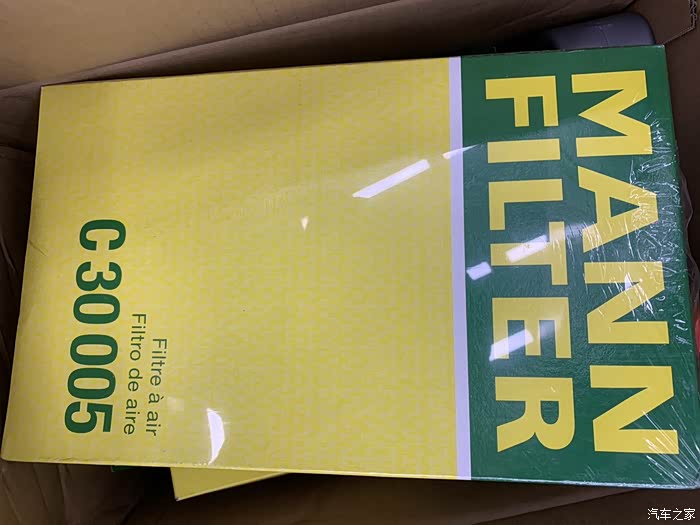 MANN
FILTER
Filtre à air
Filtro de aire
C 30 005
汽车之家